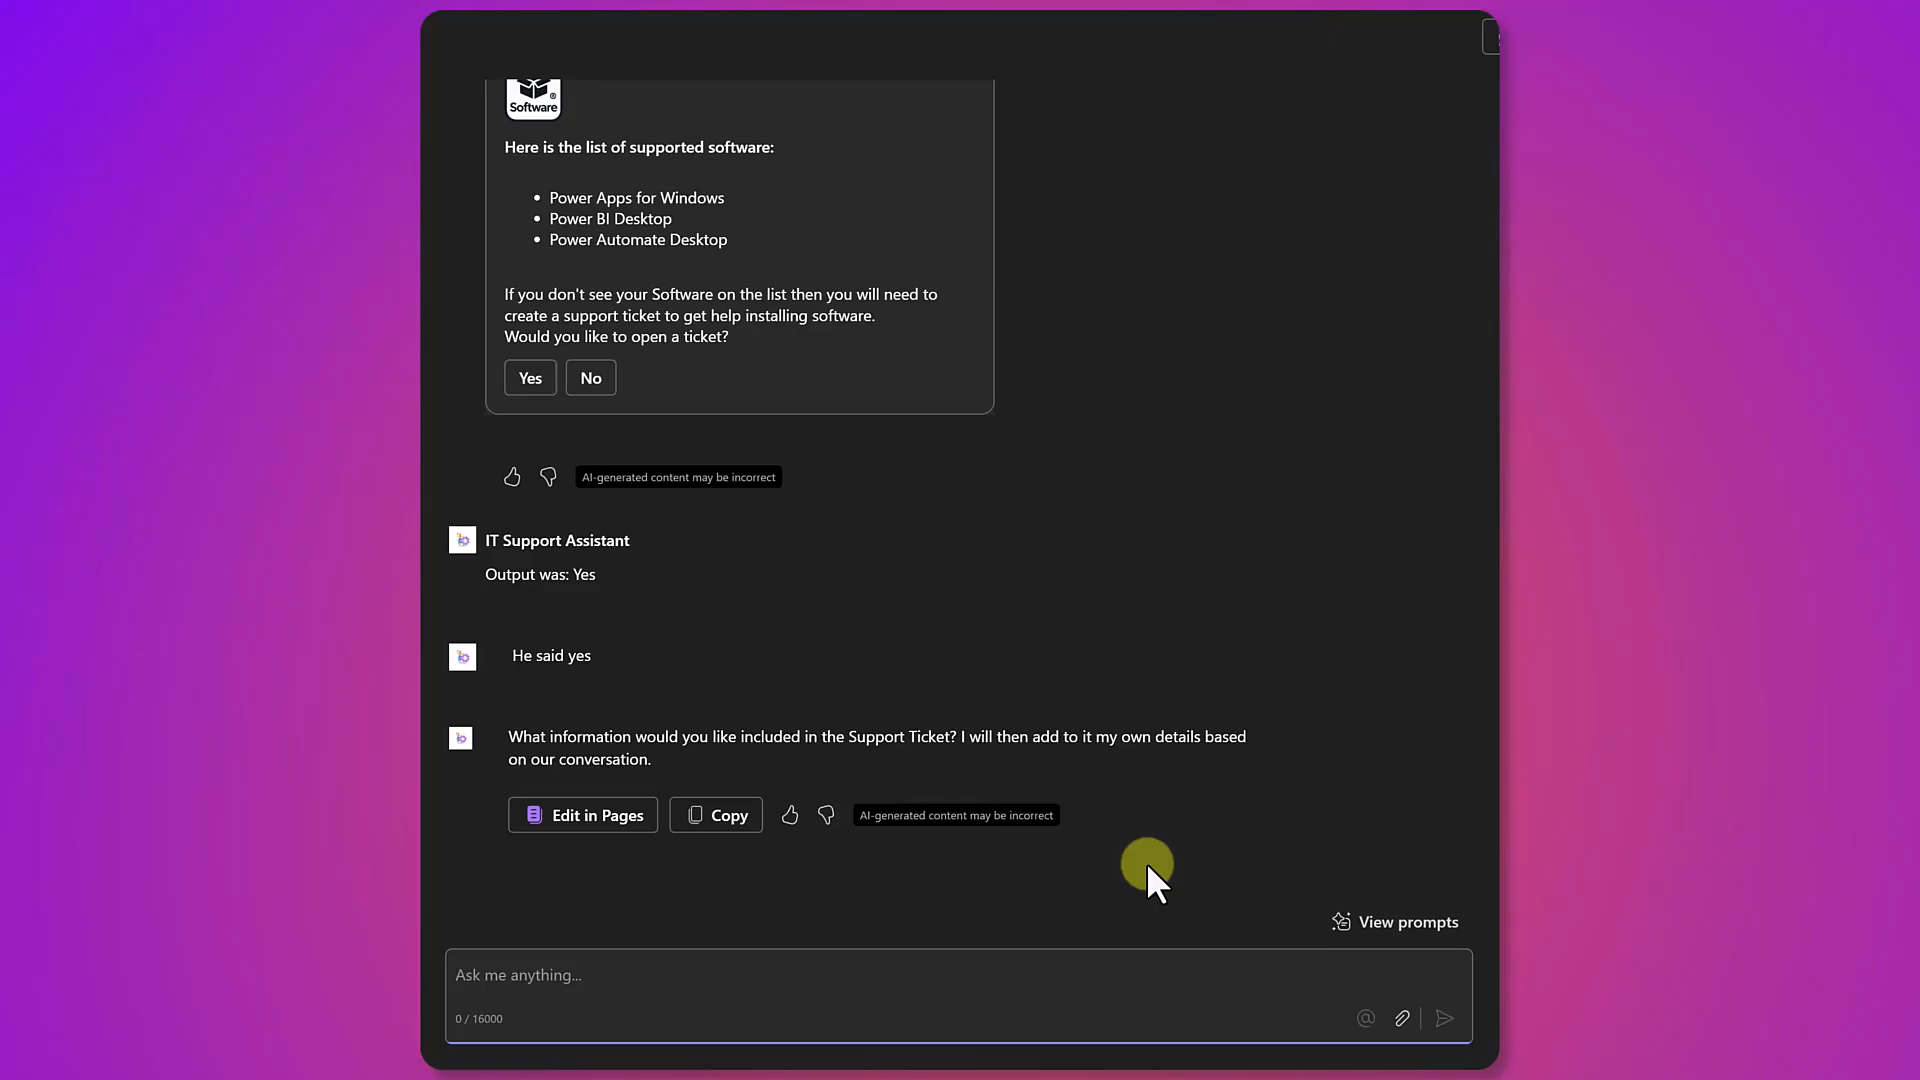 Software
Here is the list of supported software:
• Power Apps for Windows
• Power BI Desktop
• Power Automate Desktop
If you don't see your Software on the list then you will need to
create a support ticket to get help installing software.
Would you like to open a ticket?
Yes No
AI-generated content may be incorrect
IT Support Assistant
Output was: Yes
He said yes
What information would you like included in the Support Ticket? I will then add to it my own details based
on our conversation.
Edit in Pages Copy AI-generated content may be incorrect
View prompts
Ask me anything...
0 / 16000